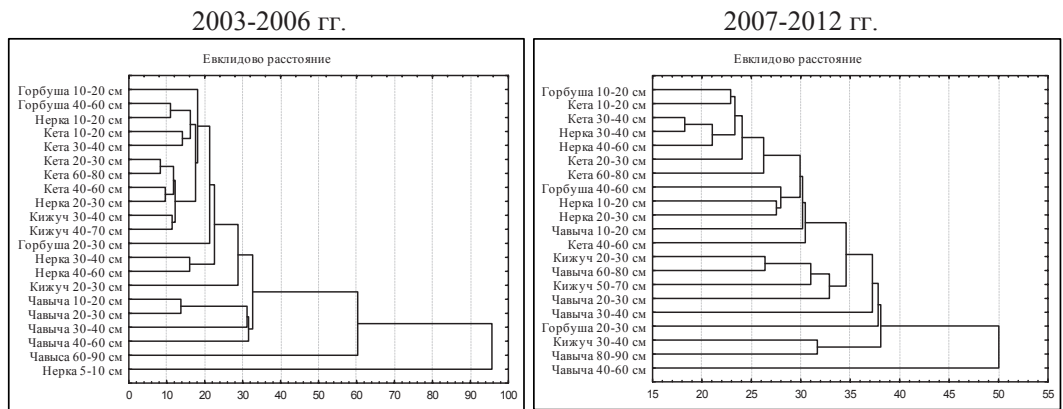 2003-2006 гг.
Евклидово расстояние
Горбуша 10-20 см
Горбуша 40-60 см
Нерка 10-20 см
Кета 10-20 см
Кета 30-40 см
Кета 20-30 см
Кета 60-80 см
Кета 40-60 см
Нерка 20-30 см
Кижуч 30-40 см
Кижуч 40-70 см
Горбуша 20-30 см
Нерка 30-40 см
Нерка 40-60 см
Кижуч 20-30 см
Чавыча 10-20 см
Чавыча 20-30 см
Чавыча 30-40 см
Чавыча 40-60 см
Чавыса 60-90 см
Нерка 5-10 см
0 10 20 30 40 50 60 70 80 90 100
2007-2012 гг.
Евклидово расстояние
Горбуша 10-20 см
Кета 10-20 см
Кета 30-40 см
Нерка 30-40 см
Нерка 40-60 см
Кета 20-30 см
Кета 60-80 см
Горбуша 40-60 см
Нерка 10-20 см
Нерка 20-30 см
Чавыча 10-20 см
Кета 40-60 см
Кижуч 20-30 см
Чавыча 60-80 см
Кижуч 50-70 см
Чавыча 20-30 см
Чавыча 30-40 см
Горбуша 20-30 см
Кижуч 30-40 см
Чавыча 80-90 см
Чавыча 40-60 см
15 20 25 30 35 40 45 50